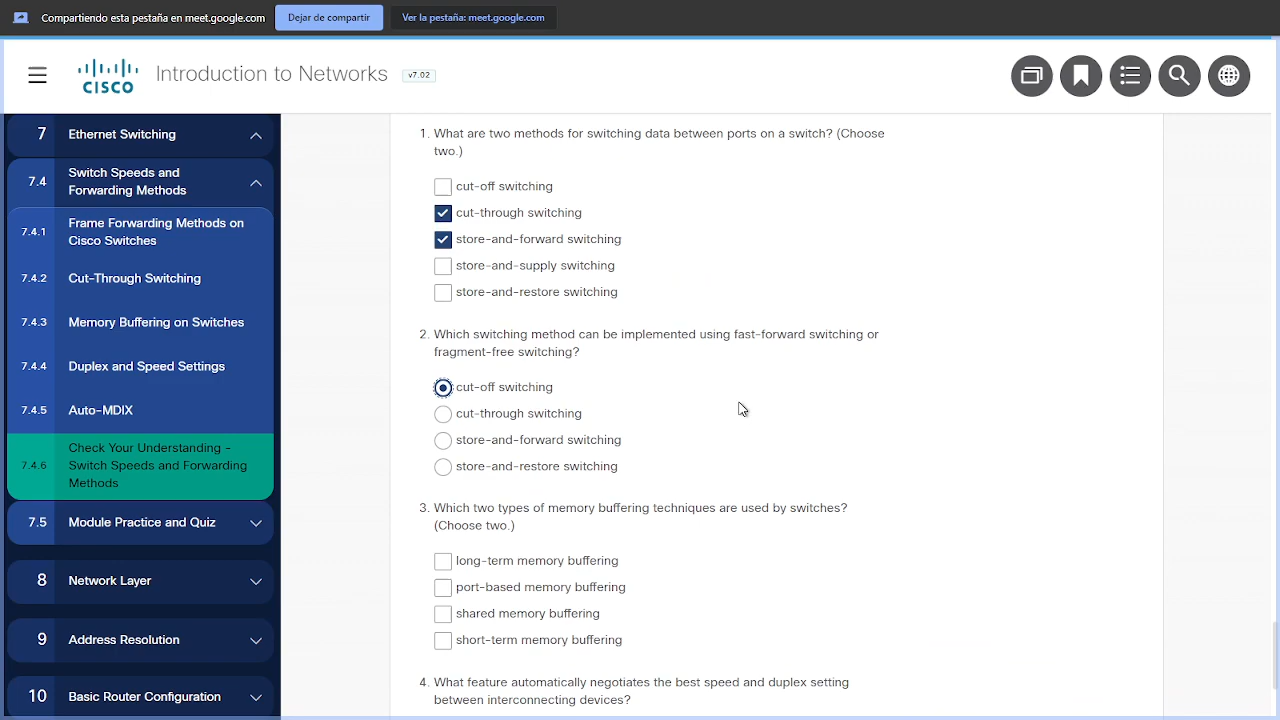 Compartiendo esta pestaña en meet.google.com
Dejar de compartir
Ver la pestaña: meet.google.com
CISCO
Introduction to Networks
v7.02
7
Ethernet Switching
7.4
Switch Speeds and
Forwarding Methods
7.4.1
Frame Forwarding Methods on
Cisco Switches
7.4.2
Cut-Through Switching
7.4.3
Memory Buffering on Switches
7.4.4
Duplex and Speed Settings
7.4.5
Auto-MDIX
7.4.6
Check Your Understanding -
Switch Speeds and Forwarding
Methods
7.5
Module Practice and Quiz
8
Network Layer
9
Address Resolution
10
Basic Router Configuration
1. What are two methods for switching data between ports on a switch? (Choose
two.)
cut-off switching
cut-through switching
store-and-forward switching
store-and-supply switching
store-and-restore switching
2. Which switching method can be implemented using fast-forward switching or
fragment-free switching?
cut-off switching
cut-through switching
store-and-forward switching
store-and-restore switching
3. Which two types of memory buffering techniques are used by switches?
(Choose two.)
long-term memory buffering
port-based memory buffering
shared memory buffering
short-term memory buffering
4. What feature automatically negotiates the best speed and duplex setting
between interconnecting devices?